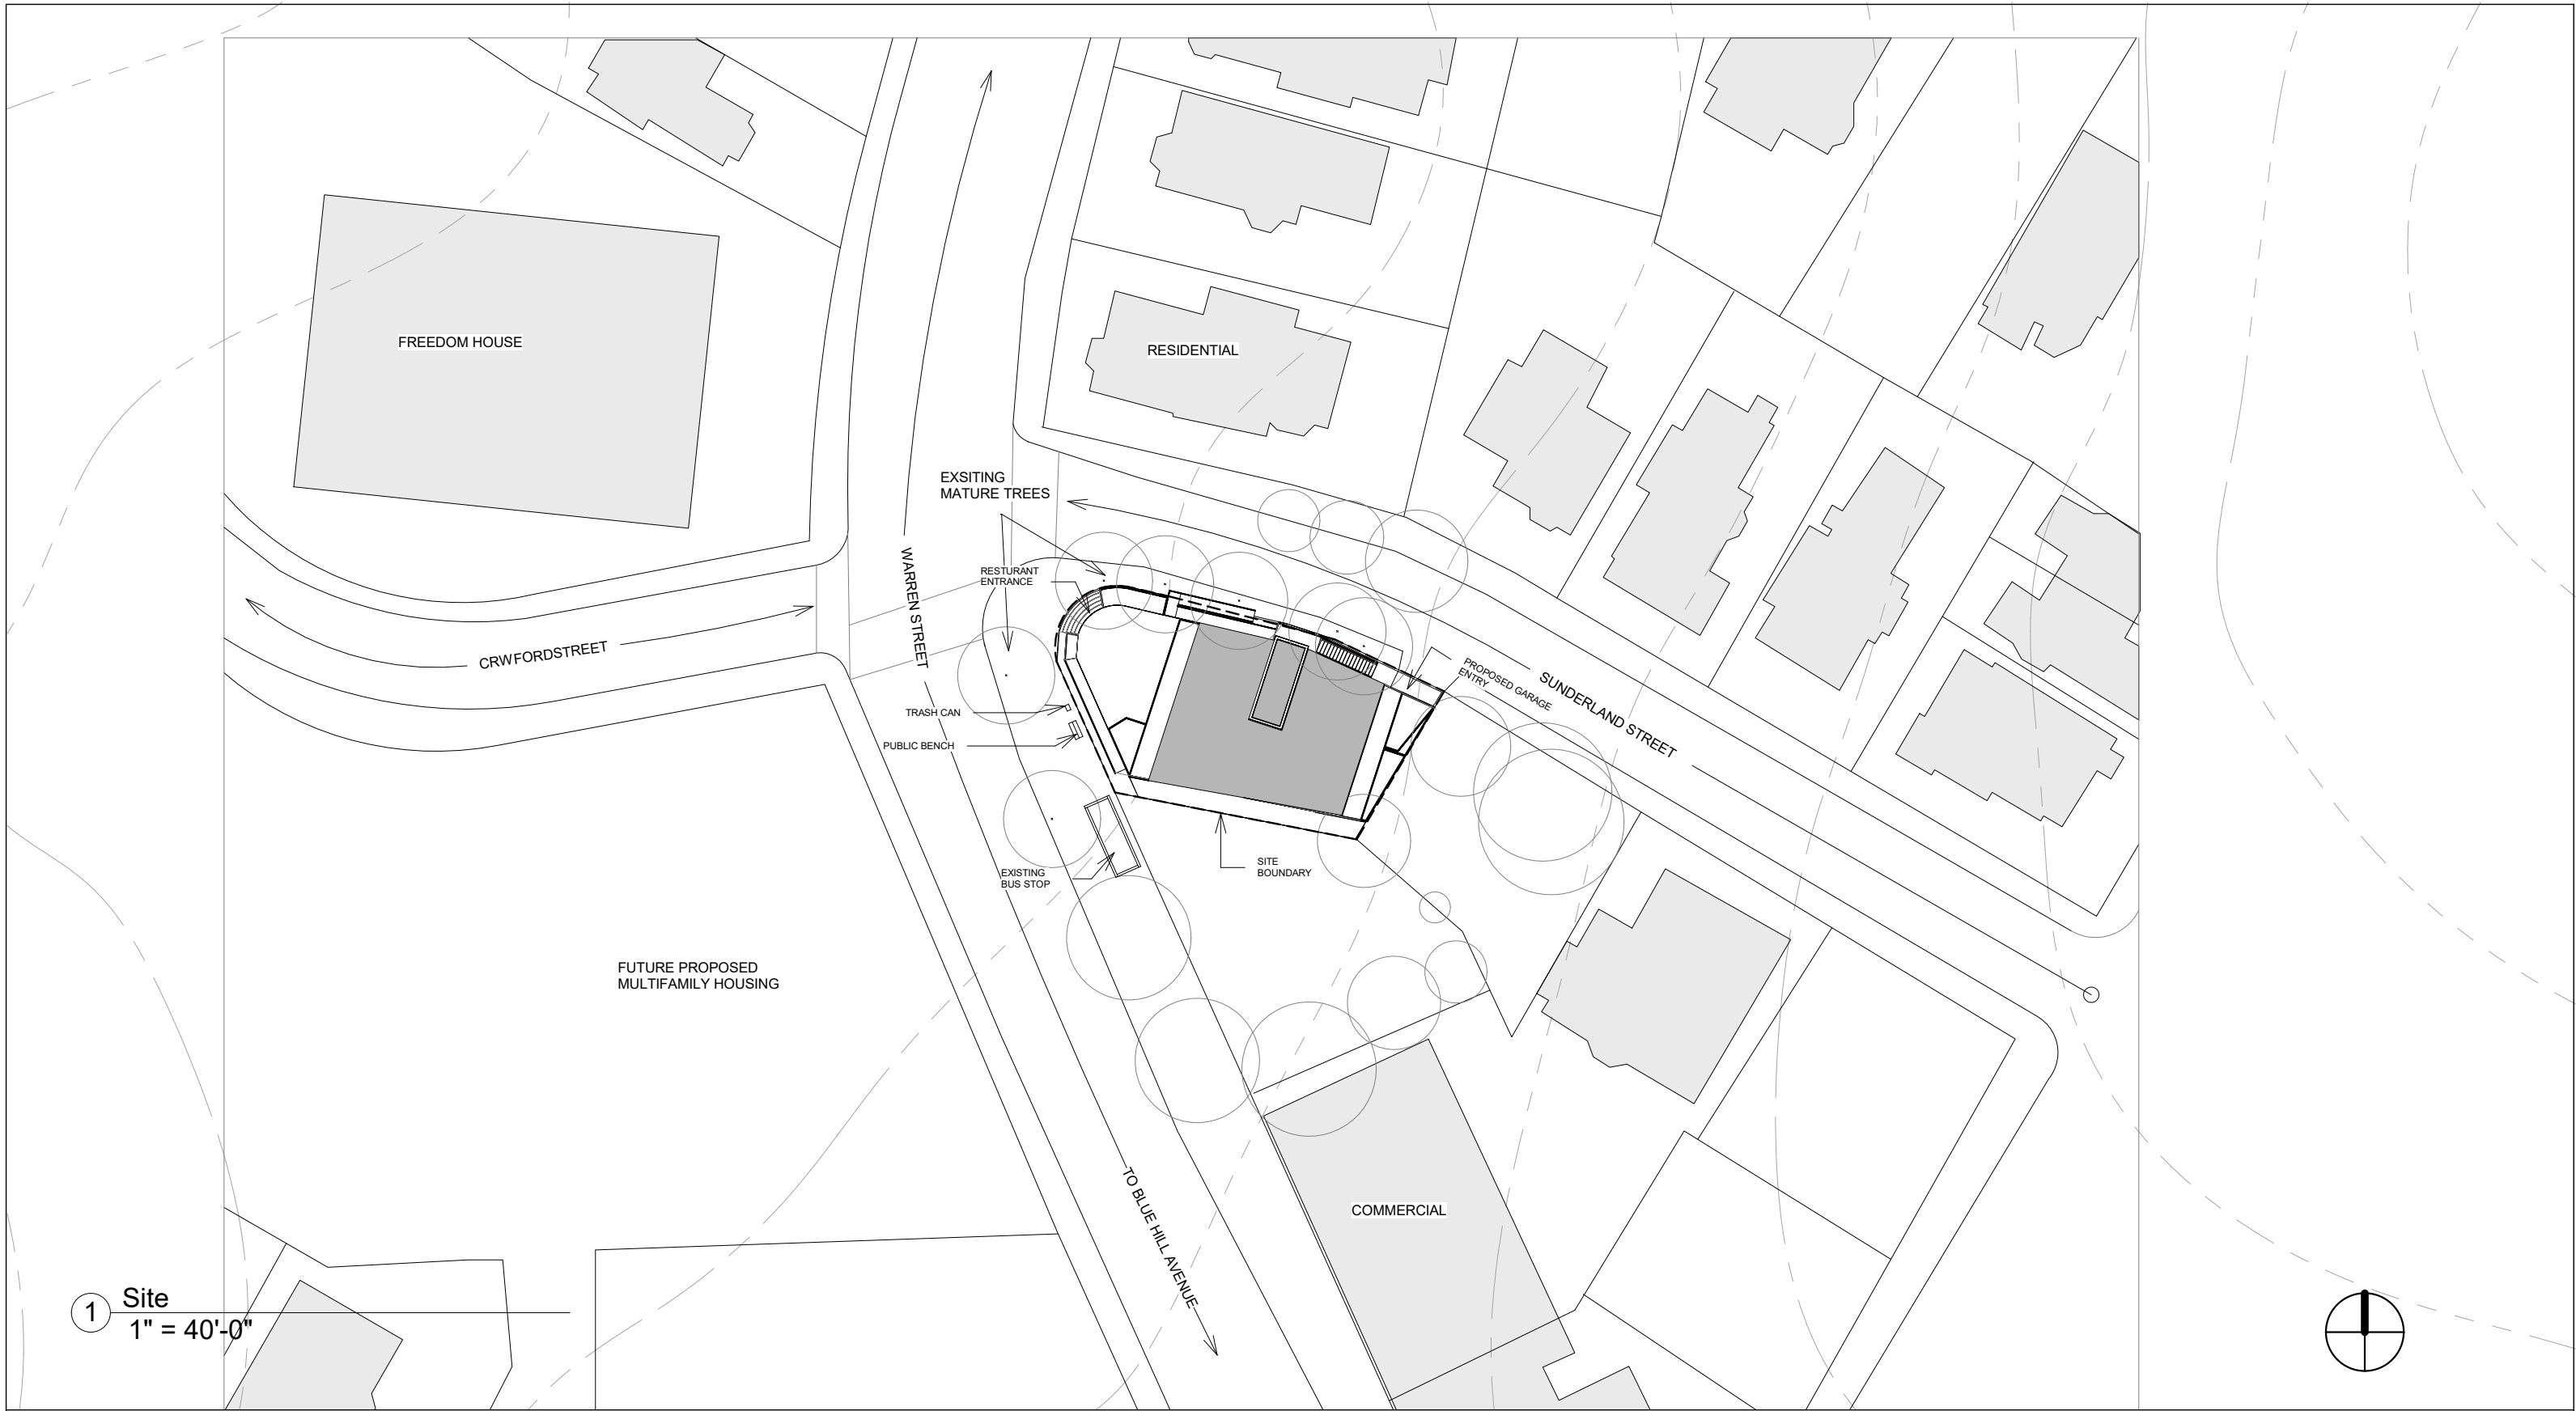 FREEDOM HOUSE
RESIDENTIAL
EXSITING
MATURE TREES
RESTURANT
ENTRANCE
WARREN STREET
CRWFORDSTREET
TRASH CAN
PUBLIC BENCH
PROPOSED GARAGE
ENTRY
SUNDERLAND STREET
EXISTING
BUS STOP
SITE
BOUNDARY
FUTURE PROPOSED
MULTIFAMILY HOUSING
TO BLUE HILL AVENUE
COMMERCIAL
1
Site
1" = 40'-0"